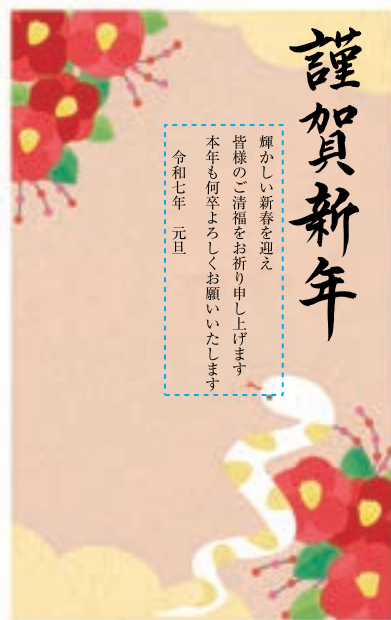 謹賀新年
輝かしい新春を迎え
皆様のご清福をお祈り申し上げます
本年も何卒よろしくお願いいたします
令和七年　元旦